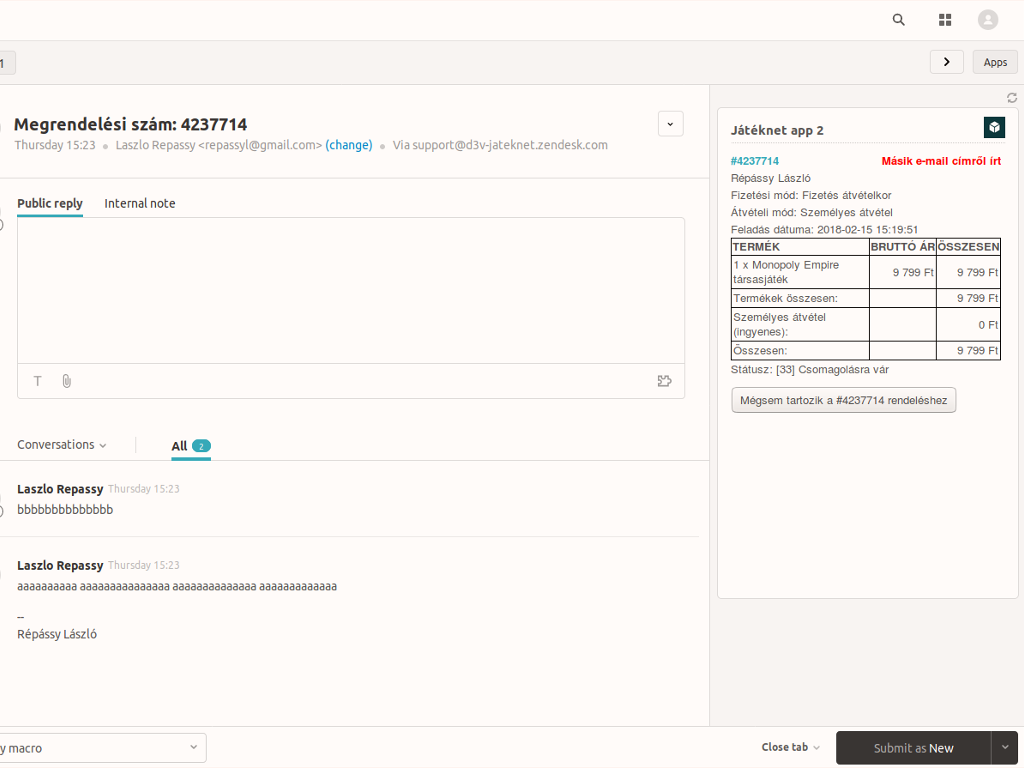 1
Apps
Megrendelési szám: 4237714
Thursday 15:23 Laszlo Repassy <repassyl@gmail.com> (change) Via support@d3v-jateknet.zendesk.com
Public reply Internal note
T
Conversations All 2
Laszlo Repassy Thursday 15:23
bbbbbbbbbbbbbb
Laszlo Repassy Thursday 15:23
aaaaaaaaaa aaaaaaaaaaaaaaa aaaaaaaaaaaaaa aaaaaaaaaaaaa
--
Répássy László
Játéknet app 2
#4237714 Másik e-mail címről írt
Répássy László
Fizetési mód: Fizetés átvételkor
Átvételi mód: Személyes átvétel
Feladás dátuma: 2018-02-15 15:19:51
TERMÉK BRUTTÓ ÁR ÖSSZESEN
1 x Monopoly Empire
társasjáték 9 799 Ft 9 799 Ft
Termékek összesen: 9 799 Ft
Személyes átvétel
(ingyenes): 0 Ft
Összesen: 9 799 Ft
Státusz: [33] Csomagolásra vár
Mégsem tartozik a #4237714 rendeléshez
y macro
Close tab
Submit as New